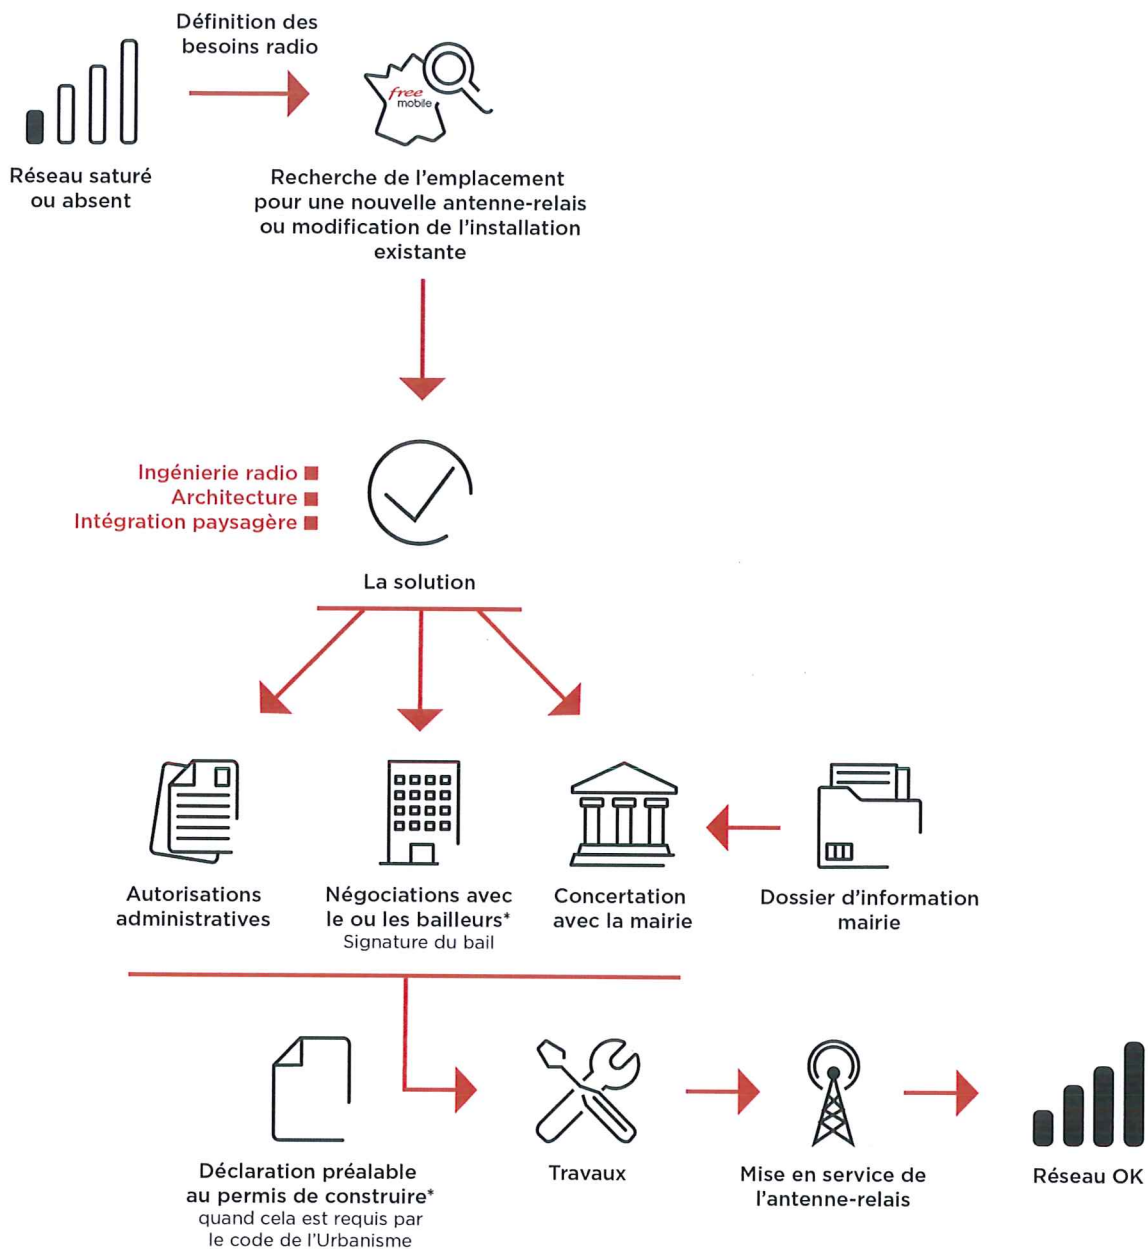 Définition des
besoins radio
free
mobile
Réseau saturé
ou absent
Recherche de l'emplacement
pour une nouvelle antenne-relais
ou modification de l'installation
existante
Ingénierie radio
Architecture
Intégration paysagère
La solution
Autorisations
administratives
Négociations avec
le ou les bailleurs*
Signature du bail
Concertation
avec la mairie
Dossier d'information
mairie
Déclaration préalable
au permis de construire*
quand cela est requis par
le code de l'Urbanisme
Travaux
Mise en service de
l'antenne-relais
Réseau OK